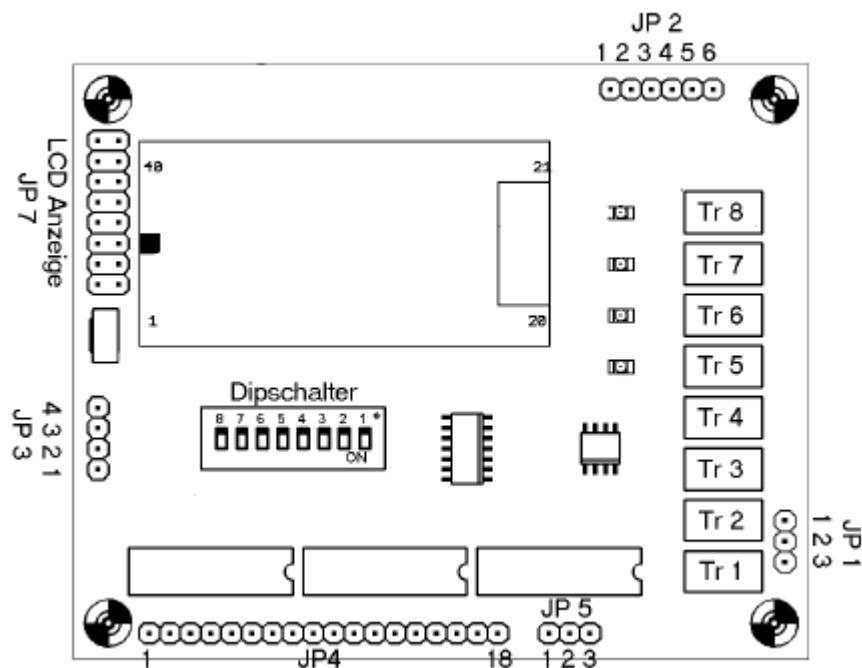 JP 2
1 2 3 4 5 6
LCD Anzeige
JP 7
40
21
1
20
Tr 8
Tr 7
Tr 6
Tr 5
Tr 4
Tr 3
Tr 2
Tr 1
Dipschalter
8 7 6 5 4 3 2 1 *
ON
4 3 2 1
JP 3
JP 1
1 2 3
JP 5
1 2 3
1
JP4
18